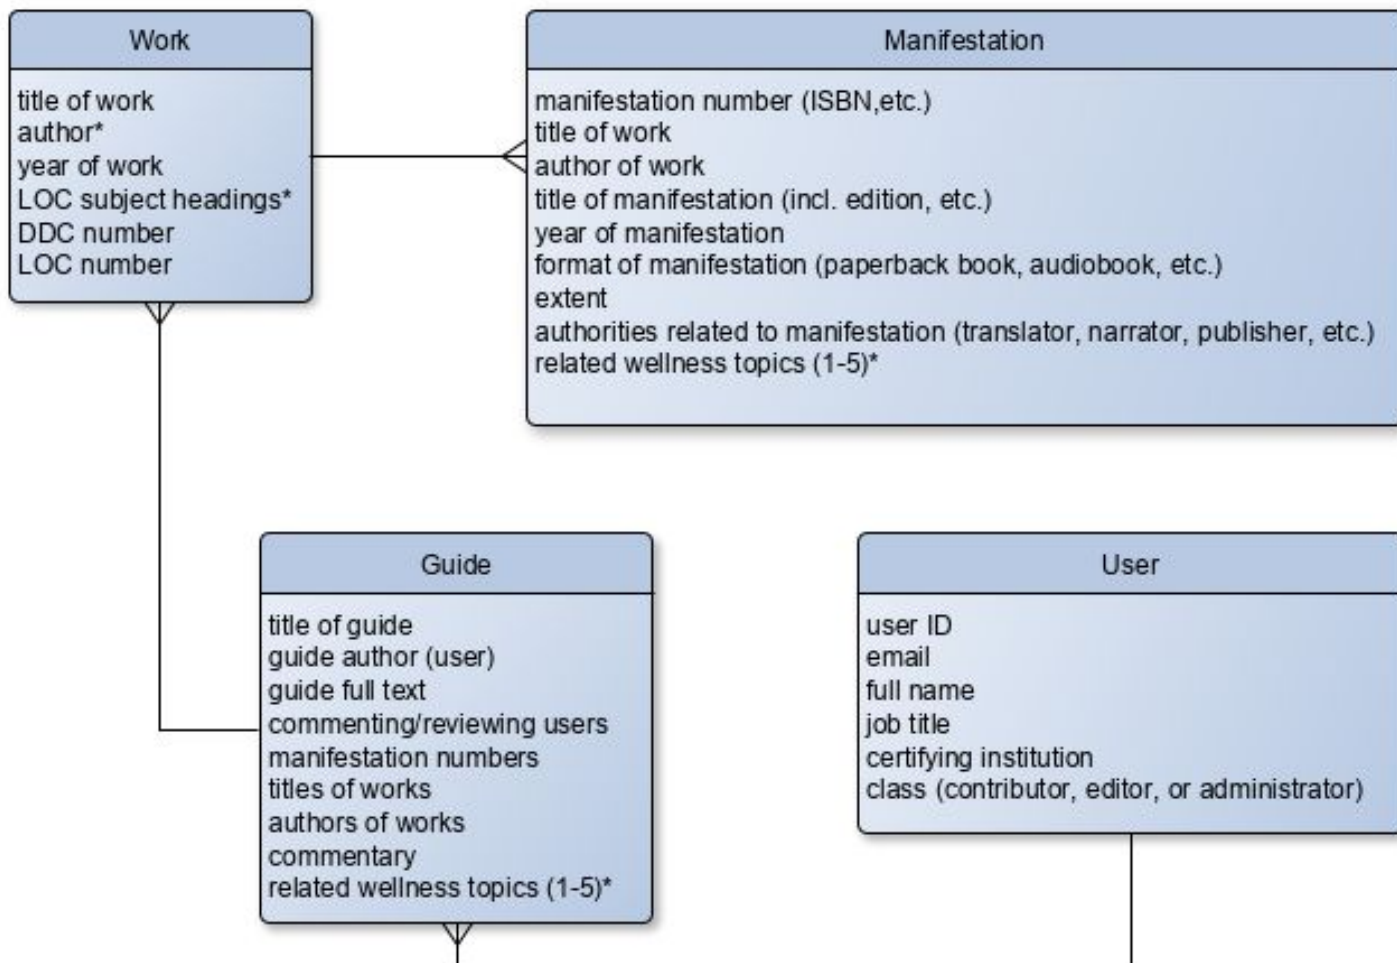 Work
title of work
author*
year of work
LOC subject headings*
DDC number
LOC number
Manifestation
manifestation number (ISBN,etc.)
title of work
author of work
title of manifestation (incl. edition, etc.)
year of manifestation
format of manifestation (paperback book, audiobook, etc.)
extent
authorities related to manifestation (translator, narrator, publisher, etc.)
related wellness topics (1-5)*
Guide
title of guide
guide author (user)
guide full text
commenting/reviewing users
manifestation numbers
titles of works
authors of works
commentary
related wellness topics (1-5)*
User
user ID
email
full name
job title
certifying institution
class (contributor, editor, or administrator)